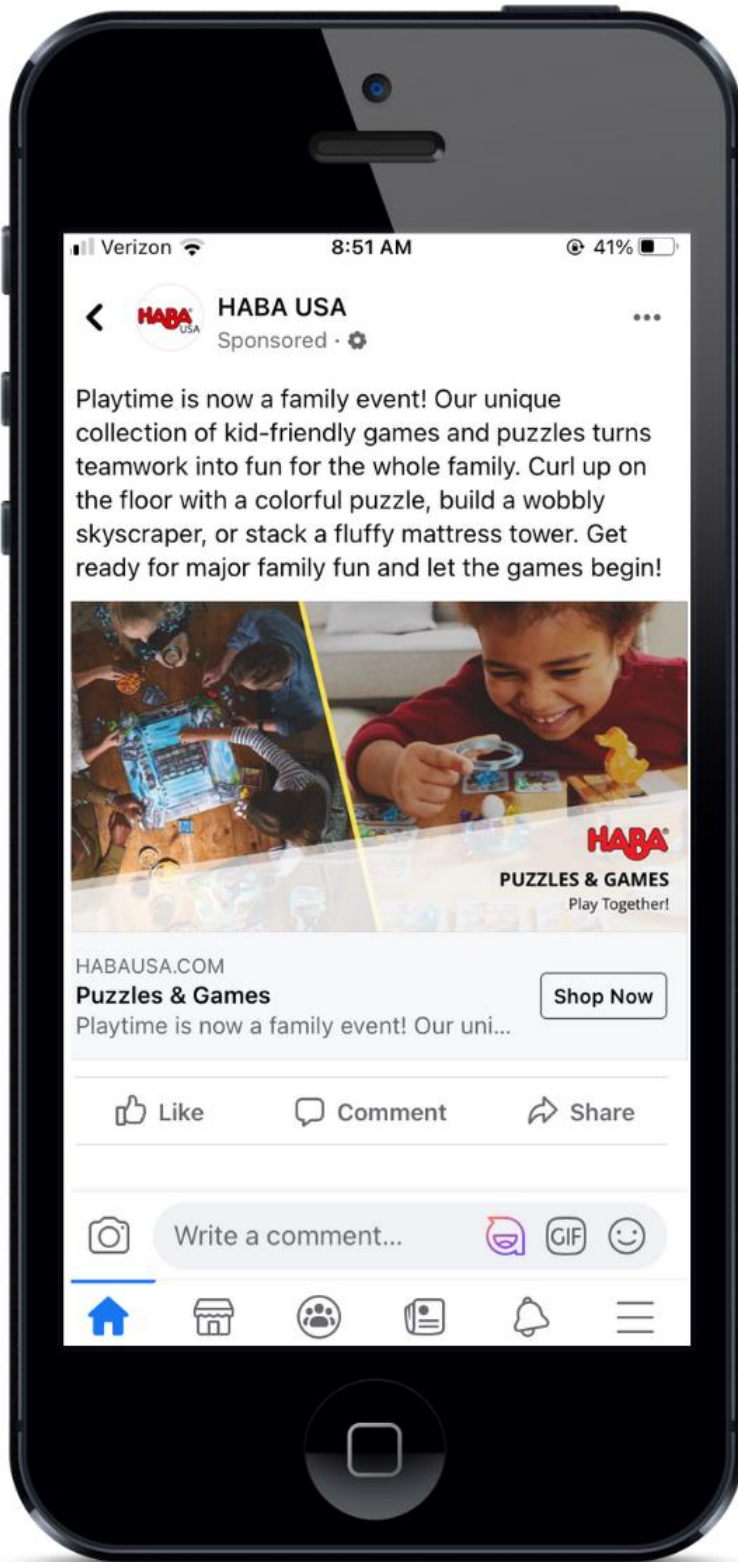 Verizon 8:51 AM 41%
HABA USA
HABA USA
Sponsored ·
Playtime is now a family event! Our unique
collection of kid-friendly games and puzzles turns
teamwork into fun for the whole family. Curl up on
the floor with a colorful puzzle, build a wobbly
skyscraper, or stack a fluffy mattress tower. Get
ready for major family fun and let the games begin!
HABA®
PUZZLES & GAMES
Play Together!
HABAUSA.COM
Puzzles & Games
Shop Now
Playtime is now a family event! Our uni...
Like Comment Share
Write a comment... GIF